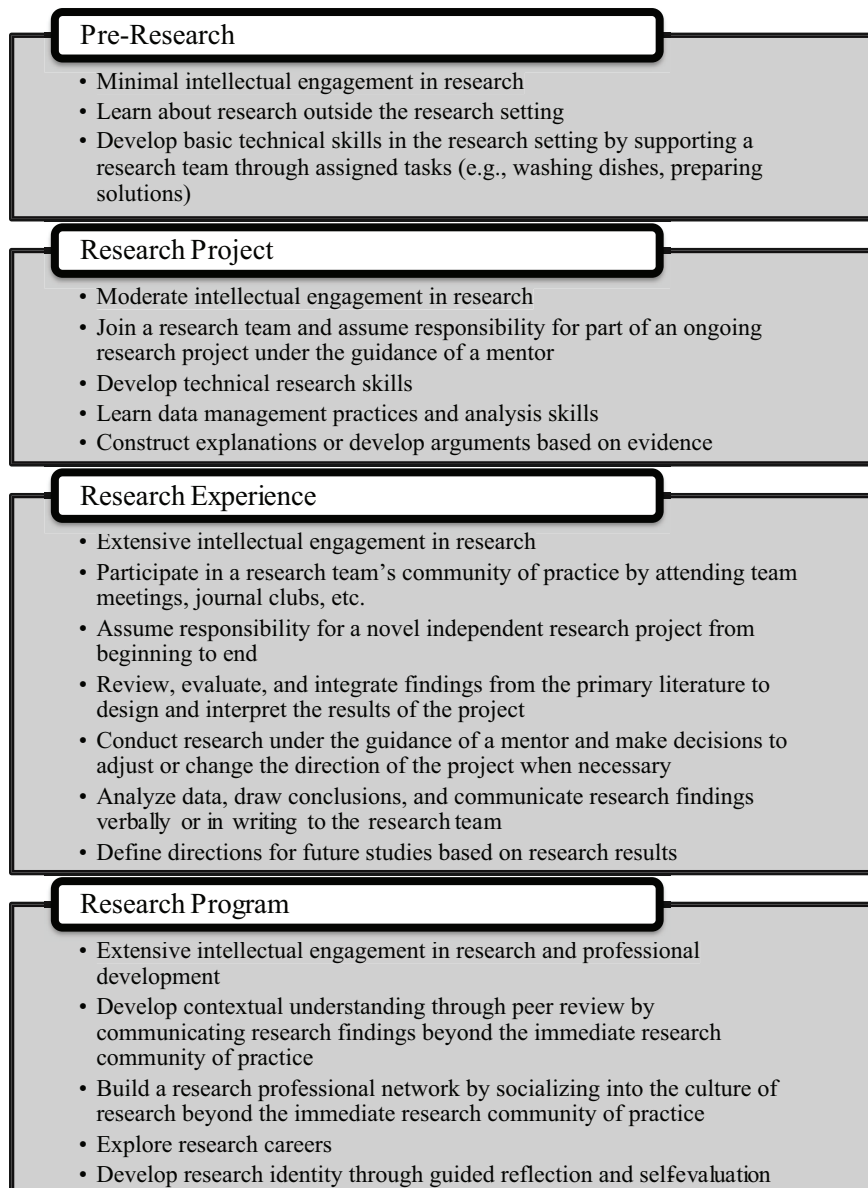 Pre-Research
• Minimal intellectual engagement in research
• Learn about research outside the research setting
• Develop basic technical skills in the research setting by supporting a
research team through assigned tasks (e.g., washing dishes, preparing
solutions)
Research Project
• Moderate intellectual engagement in research
• Join a research team and assume responsibility for part of an ongoing
research project under the guidance of a mentor
• Develop technical research skills
• Learn data management practices and analysis skills
• Construct explanations or develop arguments based on evidence
Research Experience
• Extensive intellectual engagement in research
• Participate in a research team's community of practice by attending team
meetings, journal clubs, etc.
• Assume responsibility for a novel independent research project from
beginning to end
• Review, evaluate, and integrate findings from the primary literature to
design and interpret the results of the project
• Conduct research under the guidance of a mentor and make decisions to
adjust or change the direction of the project when necessary
• Analyze data, draw conclusions, and communicate research findings
verbally or in writing to the research team
• Define directions for future studies based on research results
Research Program
• Extensive intellectual engagement in research and professional
development
• Develop contextual understanding through peer review by
communicating research findings beyond the immediate research
community of practice
• Build a research professional network by socializing into the culture of
research beyond the immediate research community of practice
• Explore research careers
• Develop research identity through guided reflection and self-evaluation